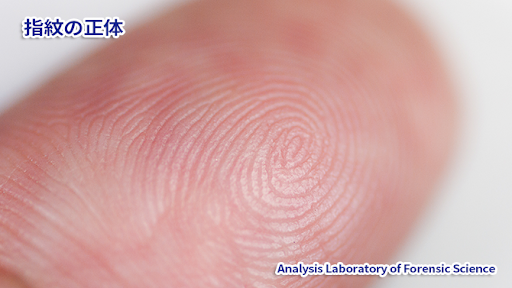 指紋の正体
Analysis Laboratory of Forensic Science